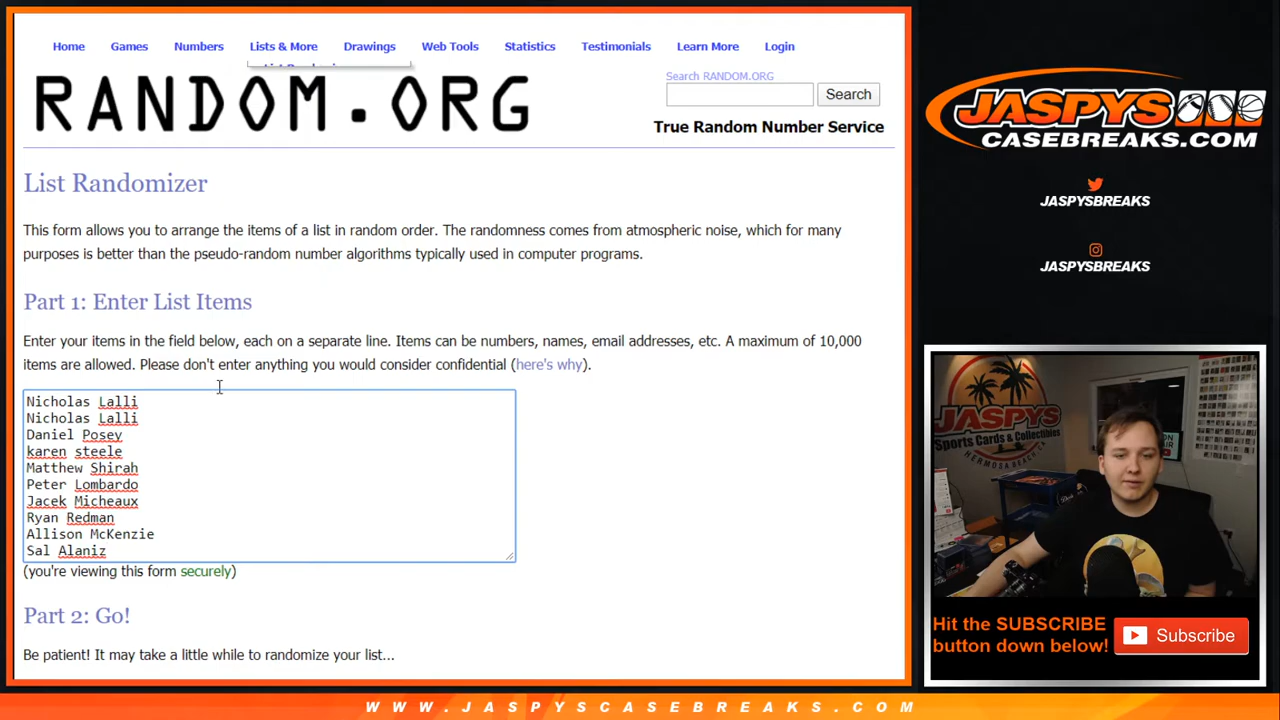 Home Games Numbers Lists & More Drawings Web Tools Statistics Testimonials Learn More Login
RANDOM.ORG
Search RANDOM.ORG
Search
True Random Number Service
List Randomizer
This form allows you to arrange the items of a list in random order. The randomness comes from atmospheric noise, which for many
purposes is better than the pseudo-random number algorithms typically used in computer programs.
Part 1: Enter List Items
Enter your items in the field below, each on a separate line. Items can be numbers, names, email addresses, etc. A maximum of 10,000
items are allowed. Please don't enter anything you would consider confidential (here's why).
Nicholas Lalli
Nicholas Lalli
Daniel Posey
karen steele
Matthew Shirah
Peter Lombardo
Jacek Micheaux
Ryan Redman
Allison McKenzie
Sal Alaniz
(you're viewing this form securely)
Part 2: Go!
Be patient! It may take a little while to randomize your list...
JASPYS
CASEBREAKS.COM
JASPYSBREAKS
JASPYSBREAKS
JASPYS
Sports Cards & Collectibles
HERMOSA BEACH, CA
Hit the SUBSCRIBE
button down below!
Subscribe
WWW.JASPYSCASEBREAKS.COM